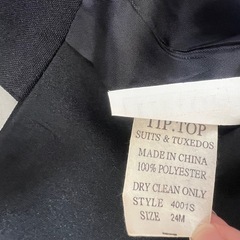 TIP.TOP
SUITS & TUXEDOS
MADE IN CHINA
100% POLYESTER
DRY CLEAN ONLY
STYLE 4001S
SIZE 24M